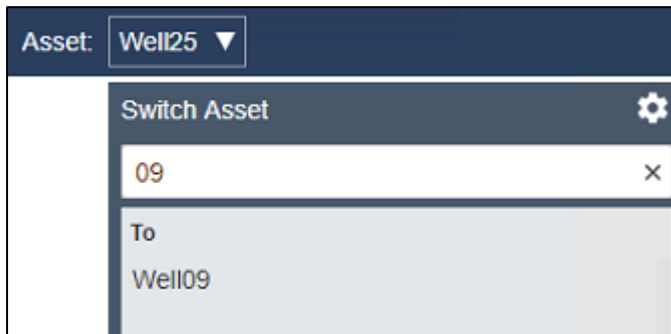 Asset: Well25 ▼
Switch Asset
09 ×
To
Well09